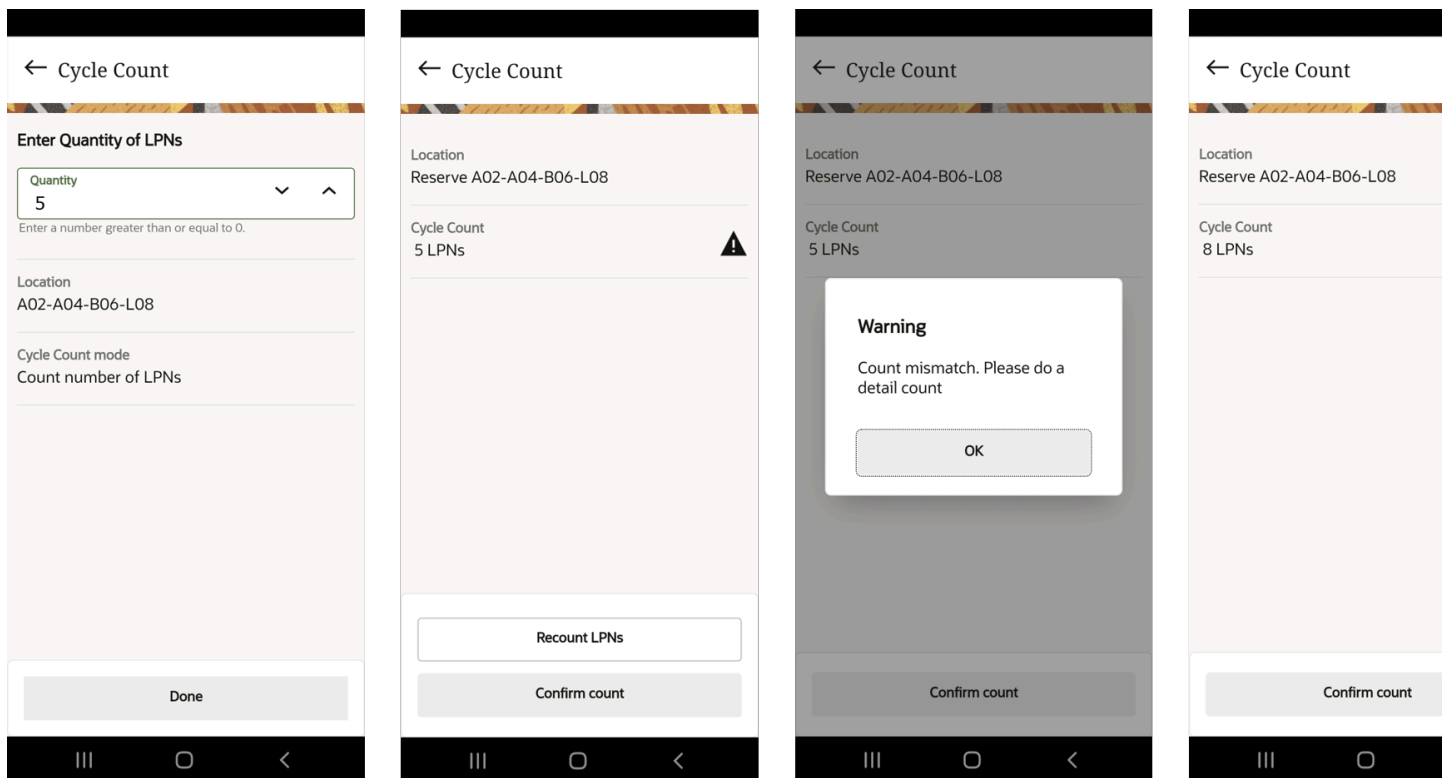 Cycle Count
Enter Quantity of LPNs
Quantity
5
Enter a number greater than or equal to 0.
Location
A02-A04-B06-L08
Cycle Count mode
Count number of LPNs
Done
Cycle Count
Location
Reserve A02-A04-B06-L08
Cycle Count
5 LPNs
Recount LPNs
Confirm count
Cycle Count
Location
Reserve A02-A04-B06-L08
Cycle Count
5 LPNs
Warning
Count mismatch. Please do a
detail count
OK
Confirm count
Cycle Count
Location
Reserve A02-A04-B06-L08
Cycle Count
8 LPNs
Confirm count